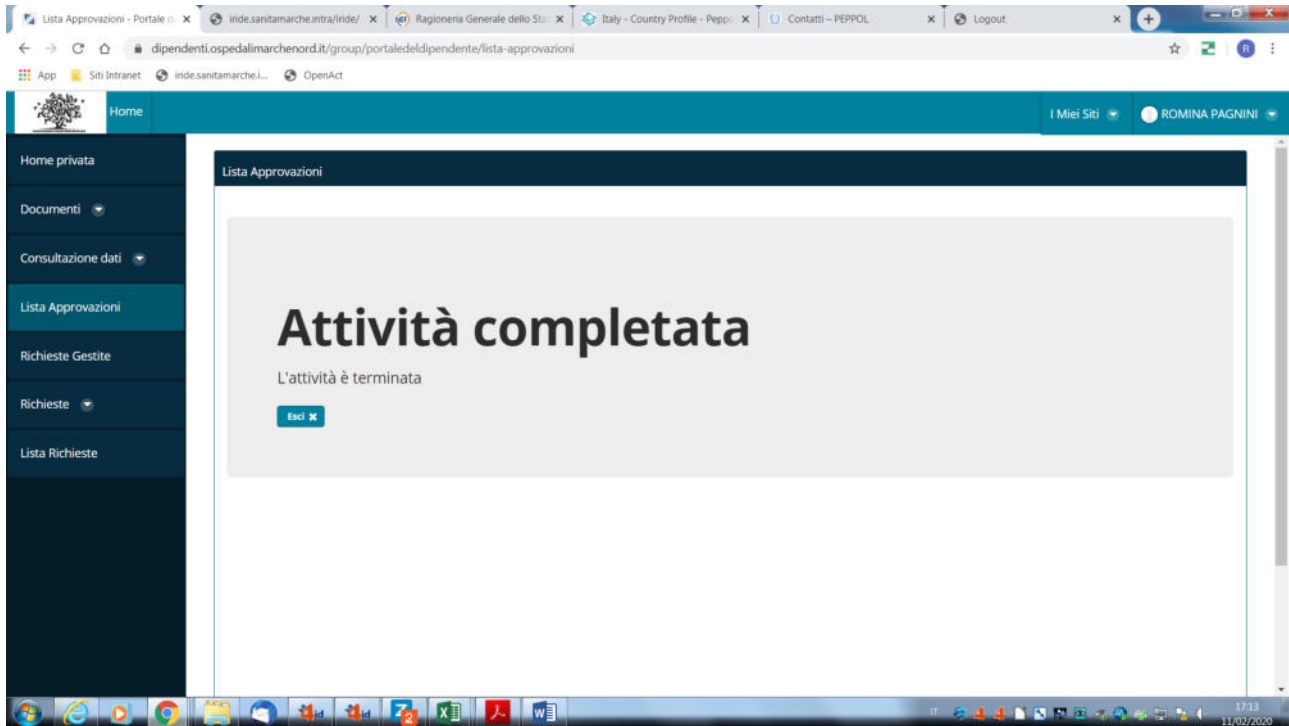 Lista Approvazioni - Portale d
iride.sanitamarche.intra/iride/
Ragioneria Generale dello Sta
Italy - Country Profile - Peppo
Contatti – PEPPOL
Logout
dipendenti.ospedalimarchenord.it/group/portaledeldipendente/lista-approvazioni
R
App
Siti Intranet
iride.sanitamarche.i...
OpenAct
Home
I Miei Siti
ROMINA PAGNINI
Home privata
Documenti
Consultazione dati
Lista Approvazioni
Richieste Gestite
Richieste
Lista Richieste
Lista Approvazioni
Attività completata
L'attività è terminata
Esci
IT
17:13
11/02/2020